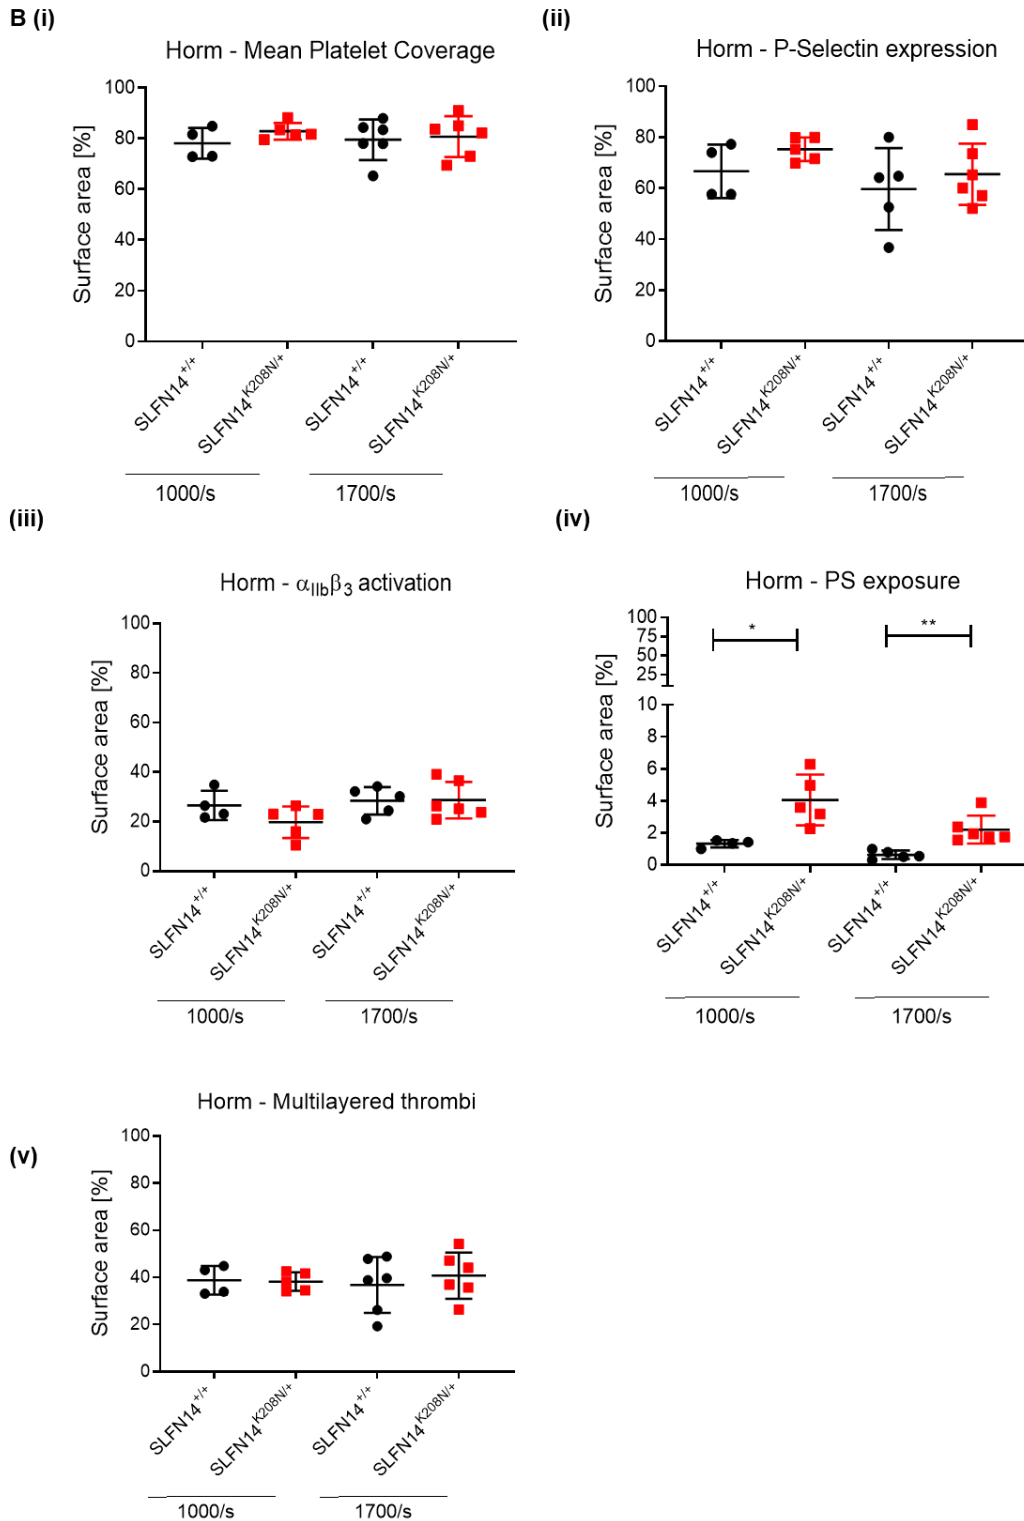 B (i)
Horm - Mean Platelet Coverage
Surface area [%]
100
80
60
40
20
0
SLFN14+/+
SLFN14K208N/+
SLFN14+/+
SLFN14K208N/+
1000/s
1700/s
(ii)
Horm - P-Selectin expression
Surface area [%]
100
80
60
40
20
0
SLFN14+/+
SLFN14K208N/+
SLFN14+/+
SLFN14K208N/+
1000/s
1700/s
(iii)
Horm - αIIbβ3 activation
Surface area [%]
100
80
60
40
20
0
SLFN14+/+
SLFN14K208N/+
SLFN14+/+
SLFN14K208N/+
1000/s
1700/s
(iv)
Horm - PS exposure
Surface area [%]
100
75
50
25
10
8
6
4
2
0
*
**
SLFN14+/+
SLFN14K208N/+
SLFN14+/+
SLFN14K208N/+
1000/s
1700/s
(v)
Horm - Multilayered thrombi
Surface area [%]
100
80
60
40
20
0
SLFN14+/+
SLFN14K208N/+
SLFN14+/+
SLFN14K208N/+
1000/s
1700/s